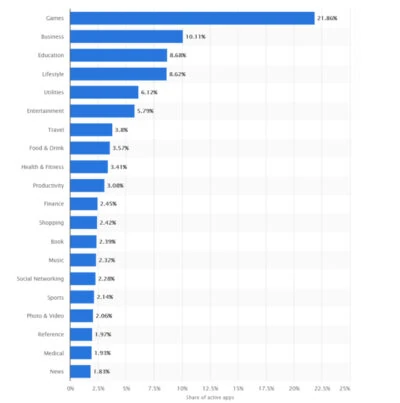 Games 21.86%
Business 10.11%
Education 8.68%
Lifestyle 8.62%
Utilities 6.12%
Entertainment 5.79%
Travel 3.8%
Food & Drink 3.57%
Health & Fitness 3.41%
Productivity 3.08%
Finance 2.45%
Shopping 2.42%
Book 2.39%
Music 2.32%
Social Networking 2.28%
Sports 2.14%
Photo & Video 2.06%
Reference 1.97%
Medical 1.93%
News 1.83%
0% 2.5% 5% 7.5% 10% 12.5% 15% 17.5% 20% 22.5% 25%
Share of active apps